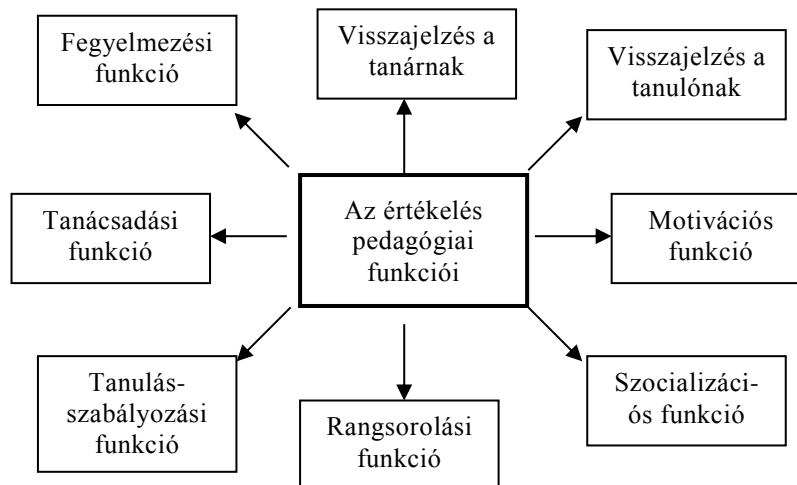 Fegyelmezési
funkció
Visszajelzés a
tanárnak
Visszajelzés a
tanulónak
Tanácsadási
funkció
Az értékelés
pedagógiai
funkciói
Motivációs
funkció
Tanulás-
szabályozási
funkció
Rangsorolási
funkció
Szocializáci-
ós funkció